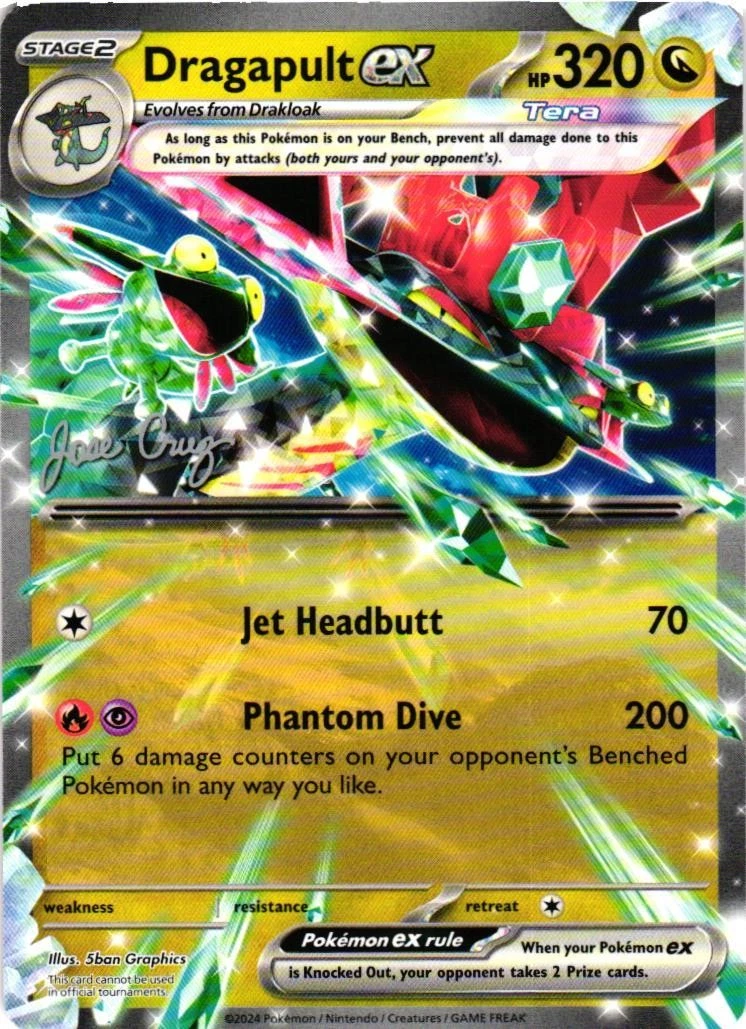 STAGE2
Dragapult ex
HP 320
Evolves from Drakloak
Tera
As long as this Pokémon is on your Bench, prevent all damage done to this
Pokémon by attacks (both yours and your opponent's).
Jose Cruz
Jet Headbutt 70
Phantom Dive 200
Put 6 damage counters on your opponent's Benched
Pokémon in any way you like.
weakness resistance retreat
Illus. 5ban Graphics
This card cannot be used
in official tournaments.
Pokémon ex rule
When your Pokémon ex
is Knocked Out, your opponent takes 2 Prize cards.
©2024 Pokémon / Nintendo / Creatures / GAME FREAK